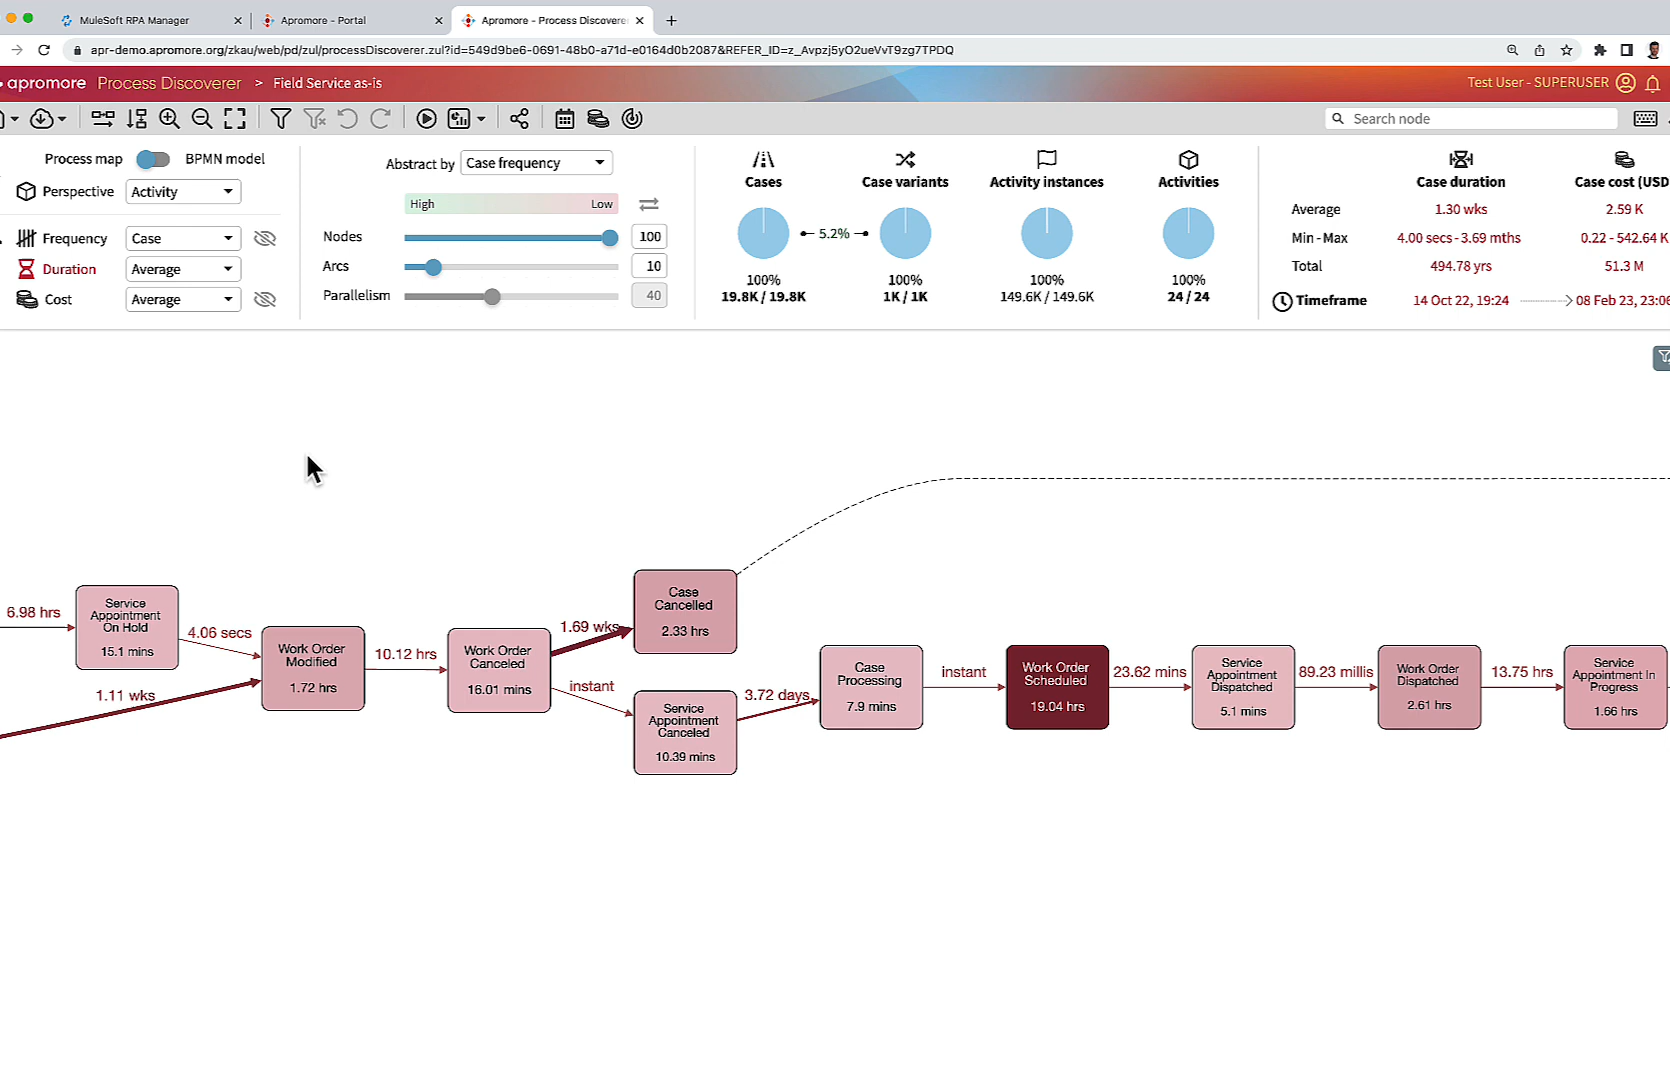 MuleSoft RPA Manager
Apromore - Portal
Apromore - Process Discoverer
apr-demo.apromore.org/zkau/web/pd/zul/processDiscoverer.zul?id=549d9be6-0691-48b0-a71d-e0164d0b2087&REFER_ID=z_Avpzj5yO2ueVvT9zg7TPDQ
apromore Process Discoverer > Field Service as-is
Test User - SUPERUSER
Search node
Process map
BPMN model
Perspective
Activity
Frequency
Case
Duration
Average
Cost
Average
Abstract by
Case frequency
High
Low
Nodes
100
Arcs
10
Parallelism
40
Cases
100%
19.8K / 19.8K
5.2%
Case variants
100%
1K / 1K
Activity instances
100%
149.6K / 149.6K
Activities
100%
24 / 24
Case duration
Case cost (USD
Average
1.30 wks
2.59 K
Min - Max
4.00 secs - 3.69 mths
0.22 - 542.64 K
Total
494.78 yrs
51.3 M
Timeframe
14 Oct 22, 19:24
08 Feb 23, 23:06
6.98 hrs
Service
Appointment
On Hold
15.1 mins
4.06 secs
1.11 wks
Work Order
Modified
1.72 hrs
10.12 hrs
Work Order
Canceled
16.01 mins
1.69 wks
instant
Case
Cancelled
2.33 hrs
Service
Appointment
Canceled
10.39 mins
3.72 days
Case
Processing
7.9 mins
instant
Work Order
Scheduled
19.04 hrs
23.62 mins
Service
Appointment
Dispatched
5.1 mins
89.23 millis
Work Order
Dispatched
2.61 hrs
13.75 hrs
Service
Appointment In
Progress
1.66 hrs